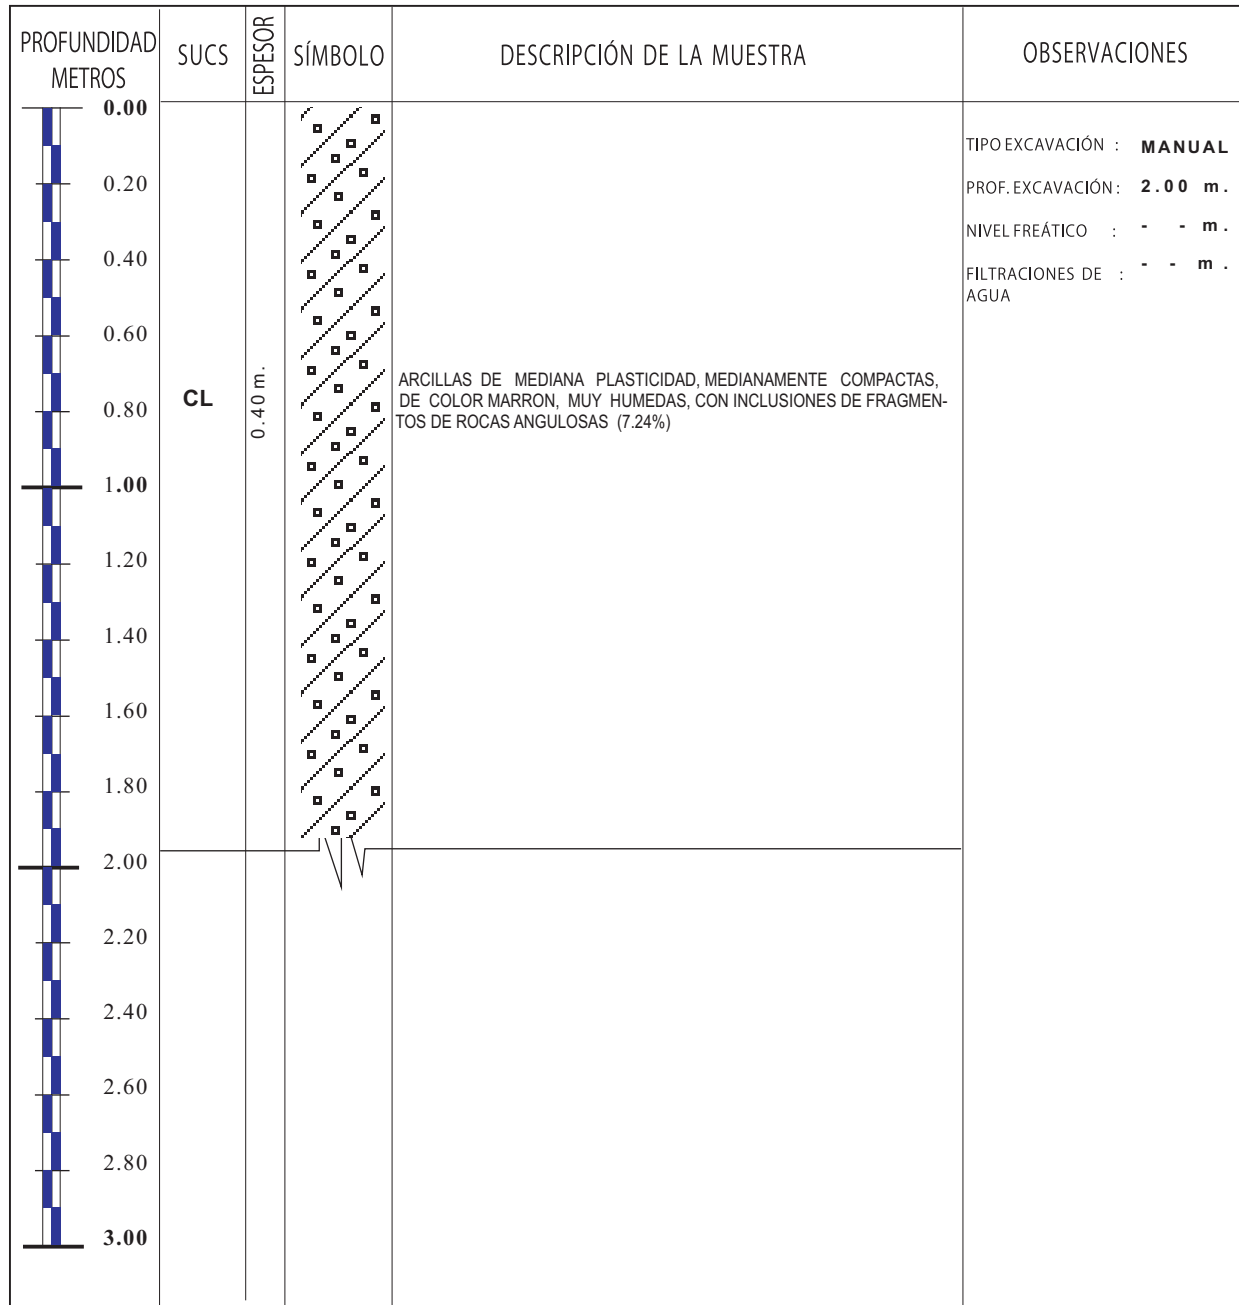 PROFUNDIDAD
METROS
SUCS
ESPESOR
SÍMBOLO
DESCRIPCIÓN DE LA MUESTRA
OBSERVACIONES
0.00
0.20
0.40
0.60
0.80
1.00
1.20
1.40
1.60
1.80
2.00
2.20
2.40
2.60
2.80
3.00
CL
0.40 m.
ARCILLAS DE MEDIANA PLASTICIDAD, MEDIANAMENTE COMPACTAS,
DE COLOR MARRON, MUY HUMEDAS, CON INCLUSIONES DE FRAGMEN-
TOS DE ROCAS ANGULOSAS (7.24%)
TIPO EXCAVACIÓN : MANUAL
PROF. EXCAVACIÓN : 2.00 m.
NIVEL FREÁTICO : - - m.
FILTRACIONES DE : - - m.
AGUA